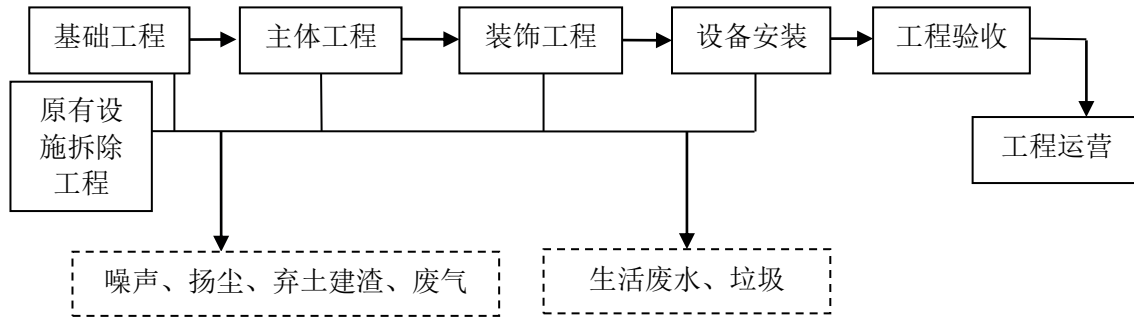 基础工程
主体工程
装饰工程
设备安装
工程验收
原有设
施拆除
工程
工程运营
噪声、扬尘、弃土建渣、废气
生活废水、垃圾